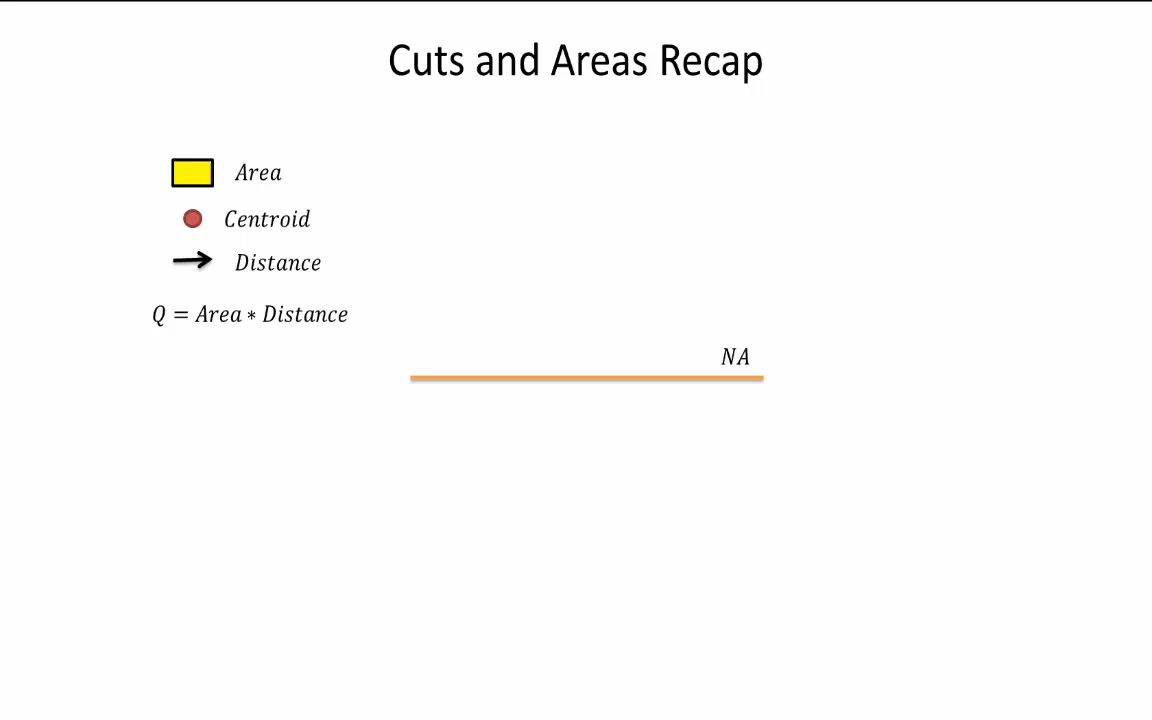 Cuts and Areas Recap
Area
Centroid
Distance
Q = Area ∗ Distance
NA